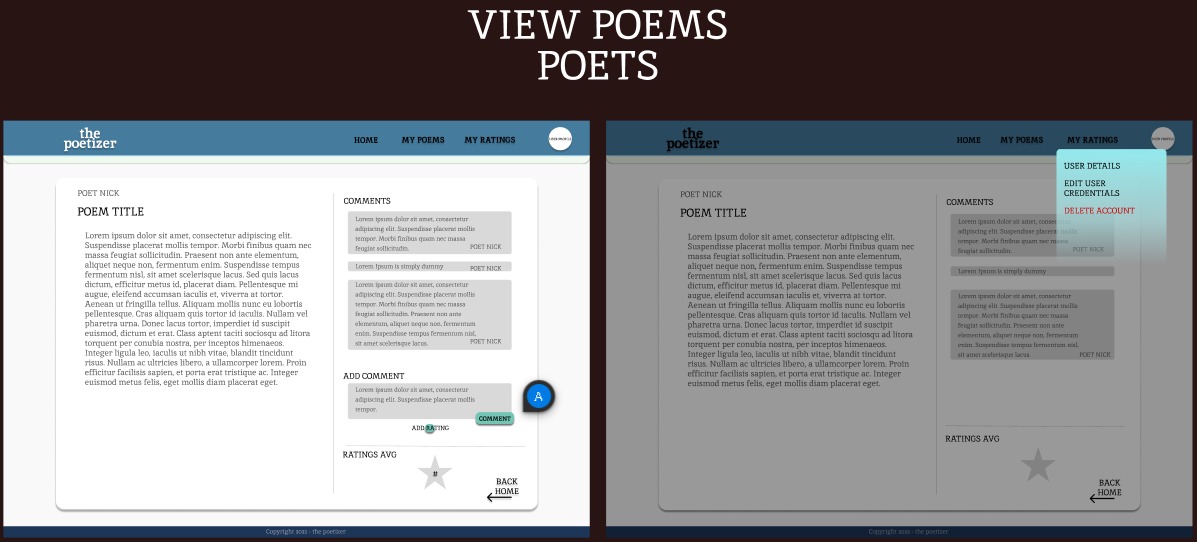 VIEW POEMS
POETS
the
poetizer
HOME
MY POEMS
MY RATINGS
USER PROFILE
POET NICK
POEM TITLE
Lorem ipsum dolor sit amet, consectetur adipiscing elit.
Suspendisse placerat mollis tempor. Morbi finibus quam nec
massa feugiat sollicitudin. Praesent non ante elementum,
aliquet neque non, fermentum enim. Suspendisse tempus
fermentum nisl, sit amet scelerisque lacus. Sed quis lacus
dictum, efficitur metus id, placerat diam. Pellentesque mi
augue, eleifend accumsan iaculis et, viverra at tortor.
Aenean ut fringilla tellus. Aliquam mollis nunc eu lobortis
pellentesque. Cras aliquam quis tortor id iaculis. Nullam vel
pharetra urna. Donec lacus tortor, imperdiet id suscipit
euismod, dictum et erat. Class aptent taciti sociosqu ad litora
torquent per conubia nostra, per inceptos himenaeos.
Integer ligula leo, iaculis ut nibh vitae, blandit tincidunt
risus. Nullam ac ultricies libero, a ullamcorper lorem. Proin
efficitur facilisis est, et porta erat tristique ac. Integer
euismod metus felis, eget mollis diam placerat eget.
COMMENTS
Lorem ipsum dolor sit amet, consectetur
adipiscing elit. Suspendisse placerat mollis
tempor. Morbi finibus quam nec massa
feugiat sollicitudin.
POET NICK
Lorem Ipsum is simply dummy
POET NICK
Lorem ipsum dolor sit amet, consectetur
adipiscing elit. Suspendisse placerat mollis
tempor. Morbi finibus quam nec massa
feugiat sollicitudin. Praesent non ante
elementum, aliquet neque non, fermentum
enim. Suspendisse tempus fermentum nisl,
sit amet scelerisque lacus.
POET NICK
ADD COMMENT
Lorem ipsum dolor sit amet, consectetur
adipiscing elit. Suspendisse placerat mollis
tempor.
COMMENT
A
ADD RATING
RATINGS AVG
#
BACK
HOME
Copyright 2022 - the poetizer
the
poetizer
HOME
MY POEMS
MY RATINGS
USER PROFILE
USER DETAILS
EDIT USER
CREDENTIALS
DELETE ACCOUNT
POET NICK
POEM TITLE
Lorem ipsum dolor sit amet, consectetur adipiscing elit.
Suspendisse placerat mollis tempor. Morbi finibus quam nec
massa feugiat sollicitudin. Praesent non ante elementum,
aliquet neque non, fermentum enim. Suspendisse tempus
fermentum nisl, sit amet scelerisque lacus. Sed quis lacus
dictum, efficitur metus id, placerat diam. Pellentesque mi
augue, eleifend accumsan iaculis et, viverra at tortor.
Aenean ut fringilla tellus. Aliquam mollis nunc eu lobortis
pellentesque. Cras aliquam quis tortor id iaculis. Nullam vel
pharetra urna. Donec lacus tortor, imperdiet id suscipit
euismod, dictum et erat. Class aptent taciti sociosqu ad litora
torquent per conubia nostra, per inceptos himenaeos.
Integer ligula leo, iaculis ut nibh vitae, blandit tincidunt
risus. Nullam ac ultricies libero, a ullamcorper lorem. Proin
efficitur facilisis est, et porta erat tristique ac. Integer
euismod metus felis, eget mollis diam placerat eget.
COMMENTS
Lorem ipsum dolor sit amet, consectetur
adipiscing elit. Suspendisse placerat mollis
tempor. Morbi finibus quam nec massa
feugiat sollicitudin.
POET NICK
Lorem Ipsum is simply dummy
Lorem ipsum dolor sit amet, consectetur
adipiscing elit. Suspendisse placerat mollis
tempor. Morbi finibus quam nec massa
feugiat sollicitudin. Praesent non ante
elementum, aliquet neque non, fermentum
enim. Suspendisse tempus fermentum nisl,
sit amet scelerisque lacus.
POET NICK
RATINGS AVG
BACK
HOME
Copyright 2022 - the poetizer